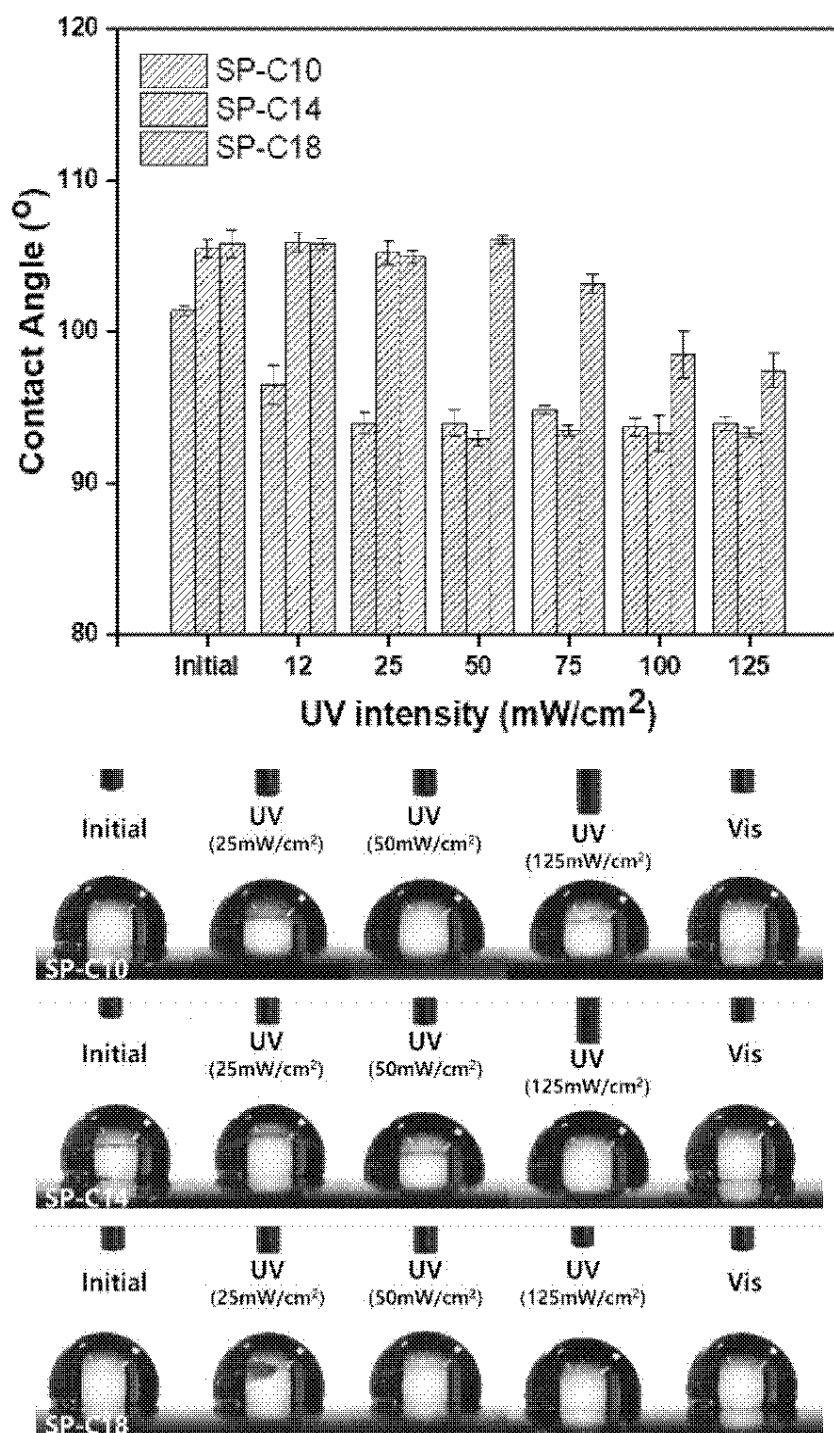 120
SP-C10
SP-C14
SP-C18
110
100
90
80
Contact Angle (°)
Initial 12 25 50 75 100 125
UV intensity (mW/cm²)
Initial UV UV UV Vis
(25mW/cm²) (50mW/cm²) (125mW/cm²)
SP-C10
Initial UV UV UV Vis
(25mW/cm²) (50mW/cm²) (125mW/cm²)
SP-C14
Initial UV UV UV Vis
(25mW/cm²) (50mW/cm²) (125mW/cm²)
SP-C18